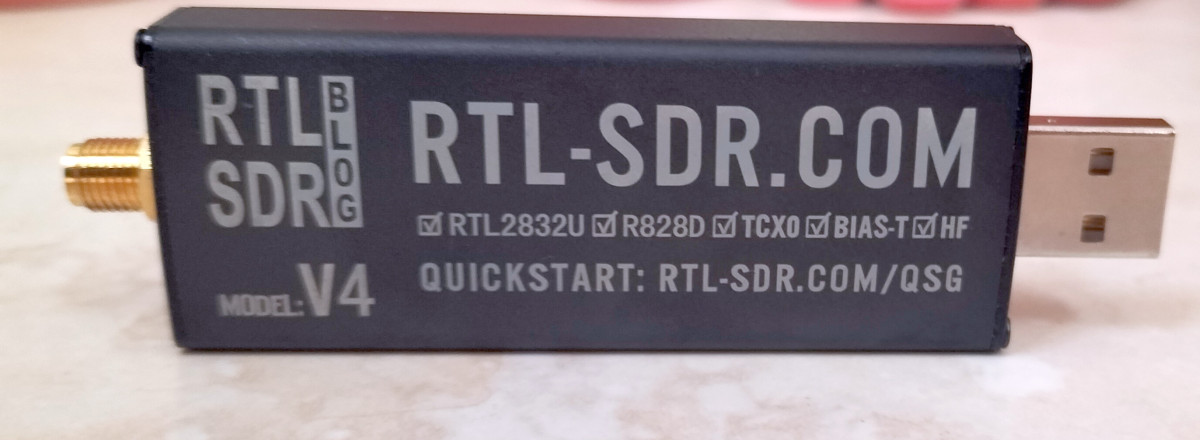 RTL
SDR
BLOG
MODEL: V4
RTL-SDR.COM
☑ RTL2832U ☑ R828D ☑ TCXO ☑ BIAS-T ☑ HF
QUICKSTART: RTL-SDR.COM/QSG